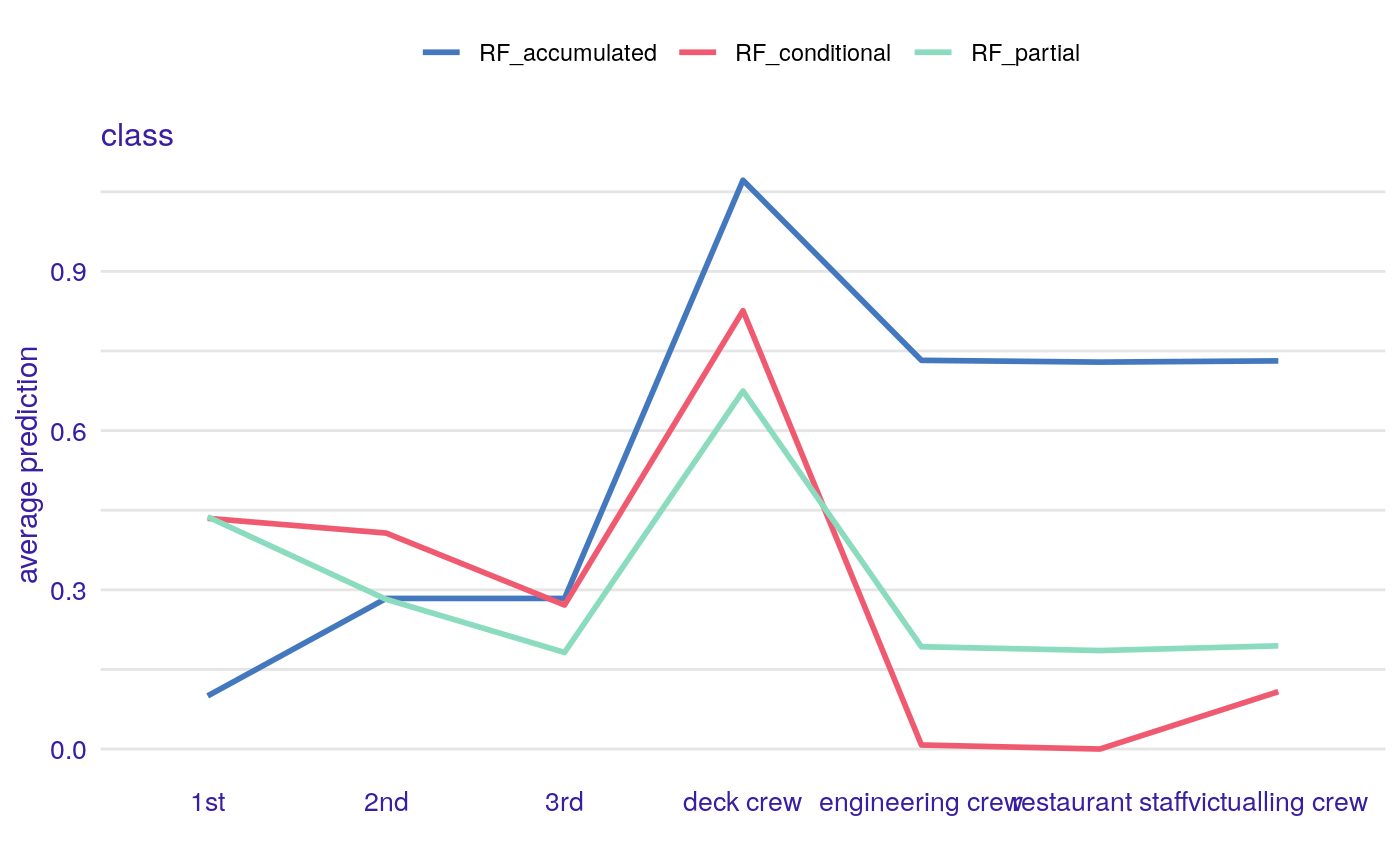 RF_accumulated RF_conditional RF_partial
class
average prediction
0.9
0.6
0.3
0.0
1st 2nd 3rd deck crew engineering crew restaurant staff victualling crew